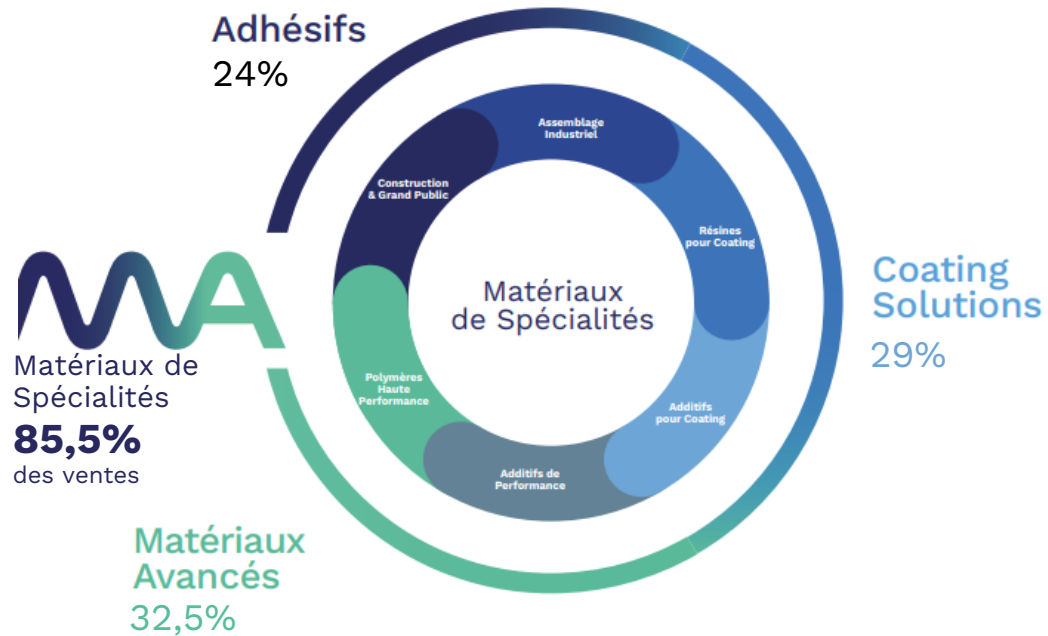 Adhésifs
24%
Assemblage
Industriel
Construction
& Grand Public
Résines
pour Coating
Matériaux
de Spécialités
Coating
Solutions
29%
MA
Matériaux de
Spécialités
85,5%
des ventes
Polymères
Haute
Performance
Additifs
pour Coating
Additifs de
Performance
Matériaux
Avancés
32,5%